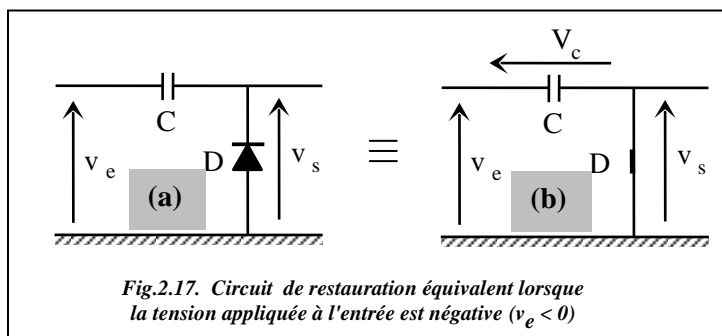 V c
C
C
v e
D
v s
≡
v e
D
v s
(a)
(b)
Fig.2.17. Circuit de restauration équivalent lorsque
la tension appliquée à l'entrée est négative (v e < 0)